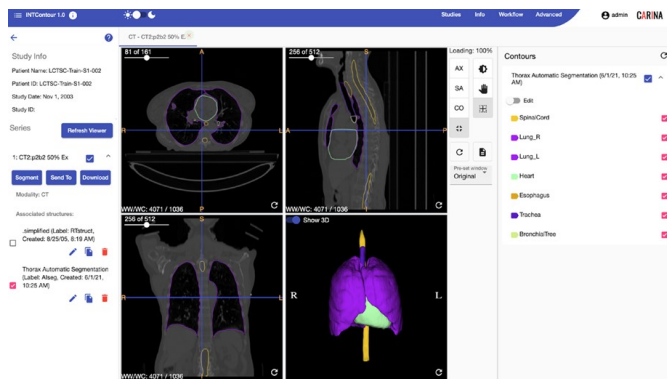 INTContour 1.0
Studies Info Workflow Advanced
admin CARINA
CT - CT2:p2b2 50% E.
Study Info
Patient Name: LCTSC-Train-S1-002
Patient ID: LCTSC-Train-S1-002
Study Date: Nov 1, 2003
Study ID:
Series
Refresh Viewer
1: CT2:p2b2 50% Ex
Segment Send To Download
Modality: CT
Associated structures:
.simplified (Label: RTstruct,
Created: 8/25/05, 6:19 AM)
Thorax Automatic Segmentation
(Label: AIseg, Created: 6/1/21,
10:25 AM)
81 of 161
A
R
L
P
WW/WC: 4071 / 1036
256 of 512
S
A
P
I
WW/WC: 4071 / 1036
256 of 512
S
R
L
I
WW/WC: 4071 / 1036
Show 3D
R
L
Loading: 100%
AX
SA
CO
Pre-set window
Original
Contours
Thorax Automatic Segmentation (6/1/21, 10:25
AM)
Edit
SpinalCord
Lung_R
Lung_L
Heart
Esophagus
Trachea
BronchialTree